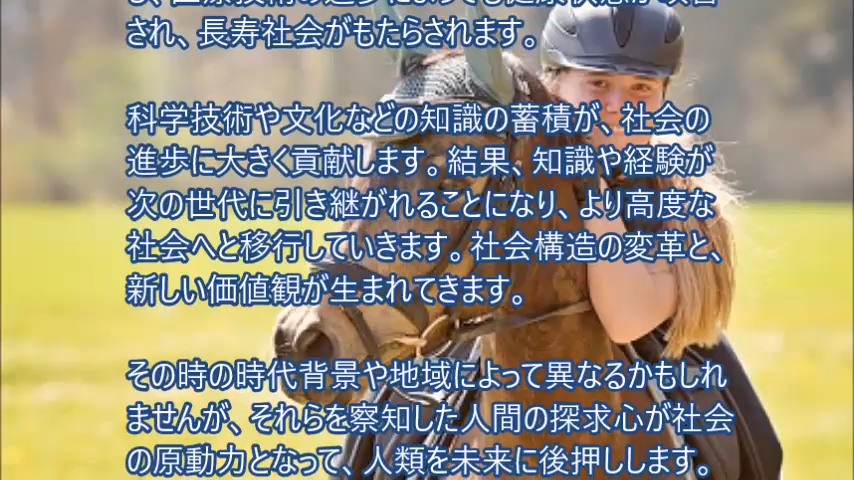 され、長寿社会がもたらされます。
科学技術や文化などの知識の蓄積が、社会の
進歩に大きく貢献します。結果、知識や経験が
次の世代に引き継がれることになり、より高度な
社会へと移行していきます。社会構造の変革と、
新しい価値観が生まれてきます。
その時の時代背景や地域によって異なるかもしれ
ませんが、それらを察知した人間の探求心が社会
の原動力となって、人類を未来に後押しします。